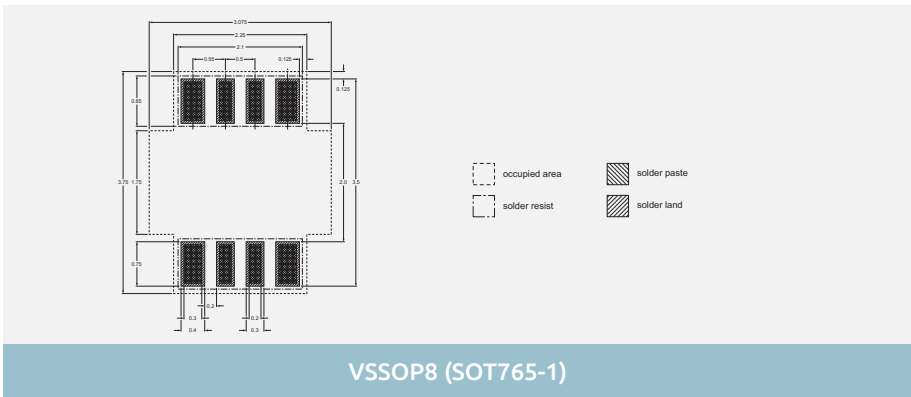 3.075
2.25
2.1
0.55 0.5 0.125
0.125
0.85
3.75 1.75 2.0 3.5
0.75
0.2
0.3 0.2
0.4 0.3
occupied area solder paste
solder resist solder land
VSSOP8 (SOT765-1)